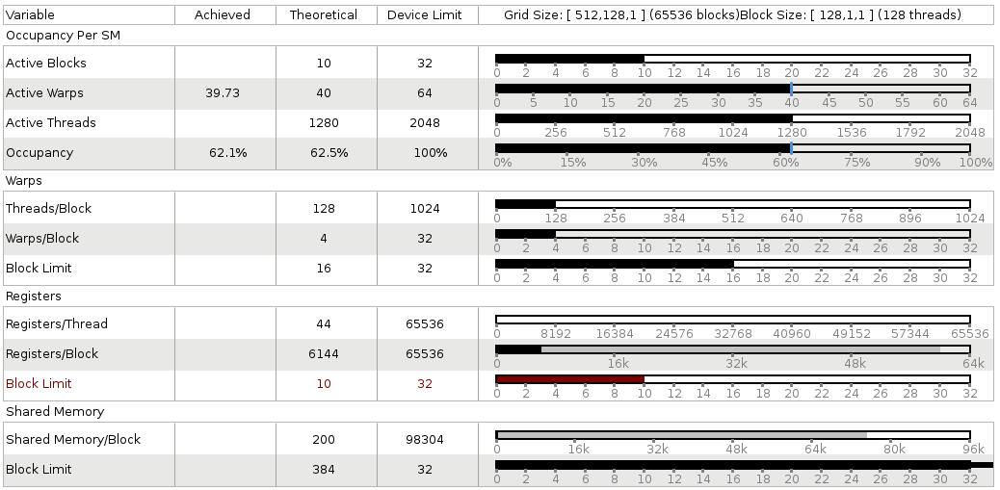 Variable Achieved Theoretical Device Limit Grid Size: [ 512,128,1 ] (65536 blocks)Block Size: [ 128,1,1 ] (128 threads)
Occupancy Per SM
Active Blocks 10 32
0 2 4 6 8 10 12 14 16 18 20 22 24 26 28 30 32
Active Warps 39.73 40 64
0 5 10 15 20 25 30 35 40 45 50 55 60 64
Active Threads 1280 2048
0 256 512 768 1024 1280 1536 1792 2048
Occupancy 62.1% 62.5% 100%
0% 15% 30% 45% 60% 75% 90% 100%
Warps
Threads/Block 128 1024
0 128 256 384 512 640 768 896 1024
Warps/Block 4 32
0 2 4 6 8 10 12 14 16 18 20 22 24 26 28 30 32
Block Limit 16 32
0 2 4 6 8 10 12 14 16 18 20 22 24 26 28 30 32
Registers
Registers/Thread 44 65536
0 8192 16384 24576 32768 40960 49152 57344 65536
Registers/Block 6144 65536
0 16k 32k 48k 64k
Block Limit 10 32
0 2 4 6 8 10 12 14 16 18 20 22 24 26 28 30 32
Shared Memory
Shared Memory/Block 200 98304
0 16k 32k 48k 64k 80k 96k
Block Limit 384 32
0 2 4 6 8 10 12 14 16 18 20 22 24 26 28 30 32